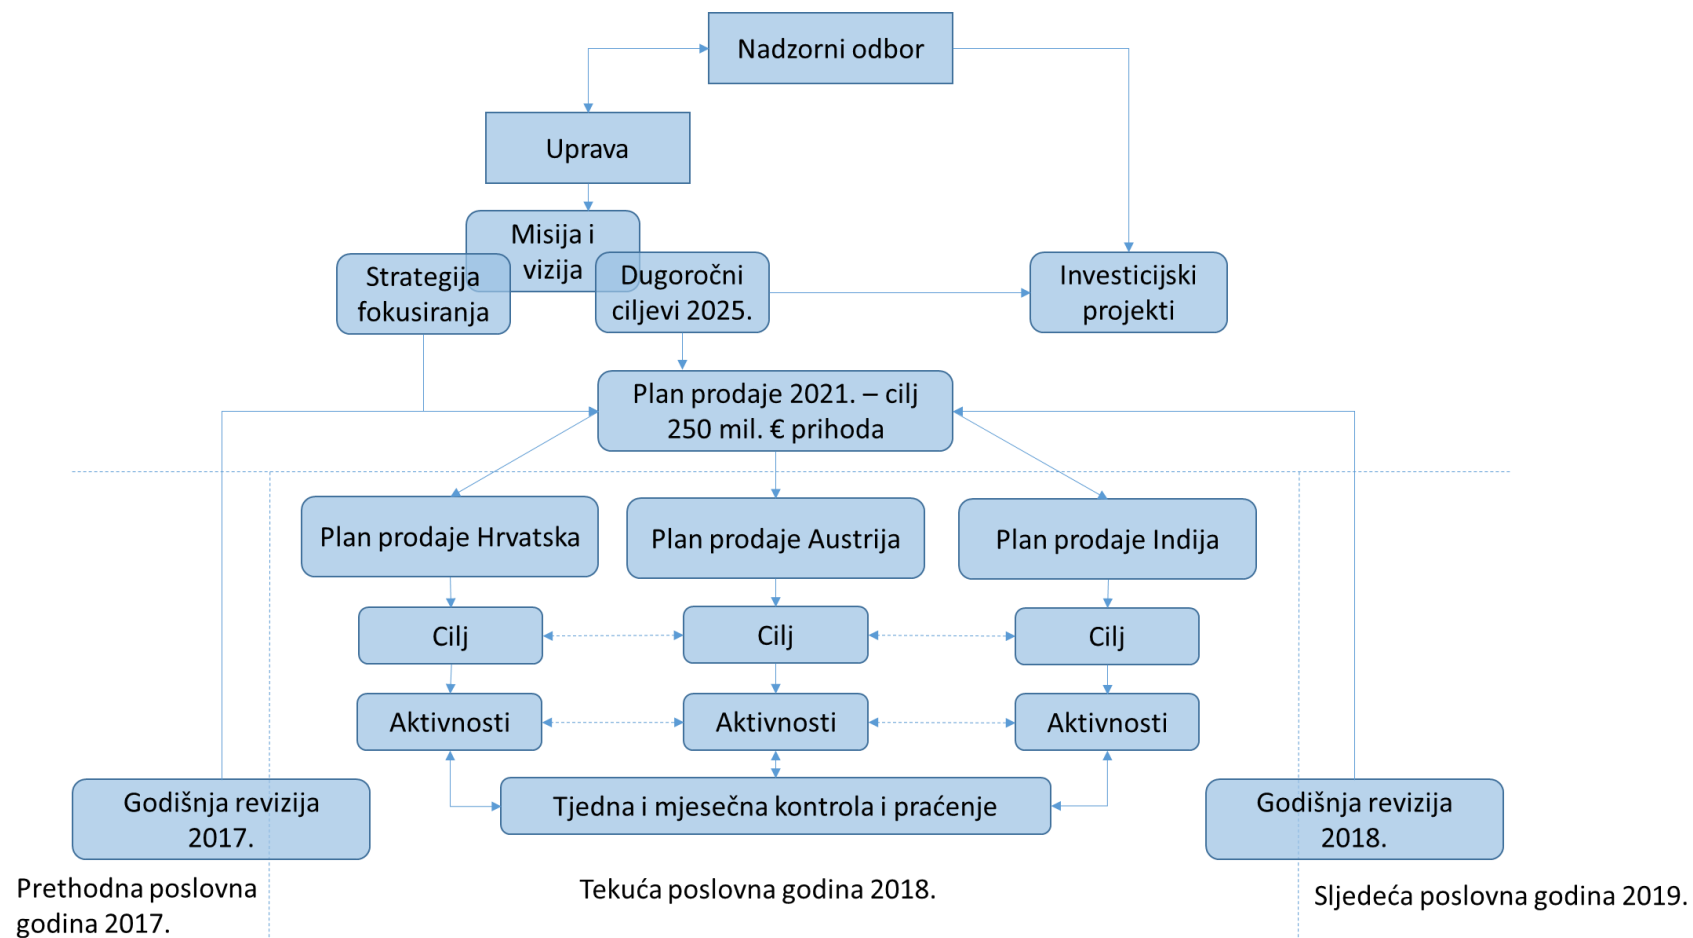 Nadzorni odbor
Uprava
Misija i
vizija
Strategija
fokusiranja
Dugoročni
ciljevi 2025.
Investicijski
projekti
Plan prodaje 2021. – cilj
250 mil. € prihoda
Plan prodaje Hrvatska
Plan prodaje Austrija
Plan prodaje Indija
Cilj
Cilj
Cilj
Aktivnosti
Aktivnosti
Aktivnosti
Godišnja revizija
2017.
Tjedna i mjesečna kontrola i praćenje
Godišnja revizija
2018.
Prethodna poslovna
godina 2017.
Tekuća poslovna godina 2018.
Sljedeća poslovna godina 2019.